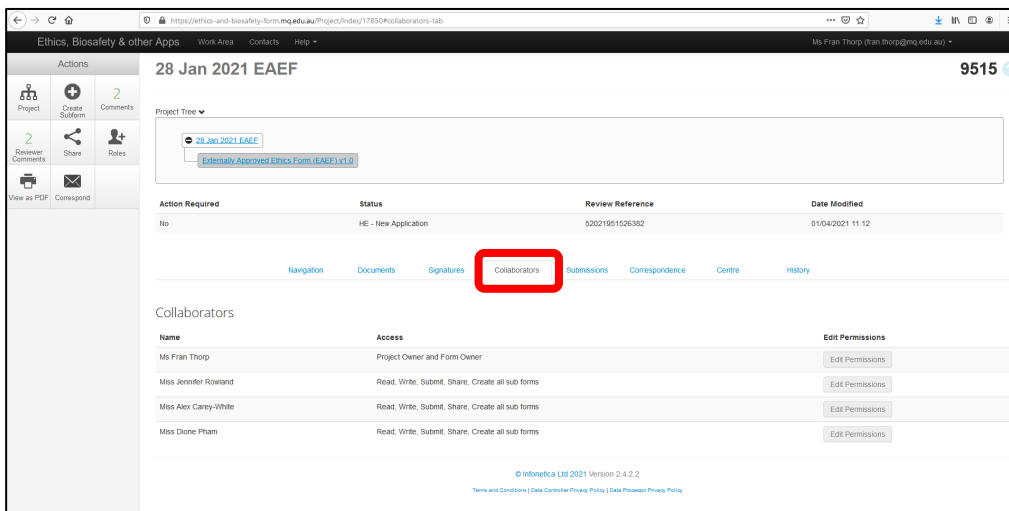 https://ethics-and-biosafety-form.mq.edu.au/Project/Index/17850#collaborators-tab
Ethics, Biosafety & other Apps Work Area Contacts Help Ms Fran Thorp (fran.thorp@mq.edu.au)
Actions
28 Jan 2021 EAEF 9515
Project
Create Subform
2 Comments
2 Reviewer Comments
Share
Roles
View as PDF
Correspond
Project Tree
28 Jan 2021 EAEF
Externally Approved Ethics Form (EAEF) v1.0
Action Required Status Review Reference Date Modified
No HE - New Application 52021951526382 01/04/2021 11:12
Navigation Documents Signatures Collaborators Submissions Correspondence Centre History
Collaborators
Name Access Edit Permissions
Ms Fran Thorp Project Owner and Form Owner Edit Permissions
Miss Jennifer Rowland Read, Write, Submit, Share, Create all sub forms Edit Permissions
Miss Alex Carey-White Read, Write, Submit, Share, Create all sub forms Edit Permissions
Miss Dione Pham Read, Write, Submit, Share, Create all sub forms Edit Permissions
© Infonetica Ltd 2021 Version 2.4.2.2
Terms and Conditions | Data Controller Privacy Policy | Data Processor Privacy Policy